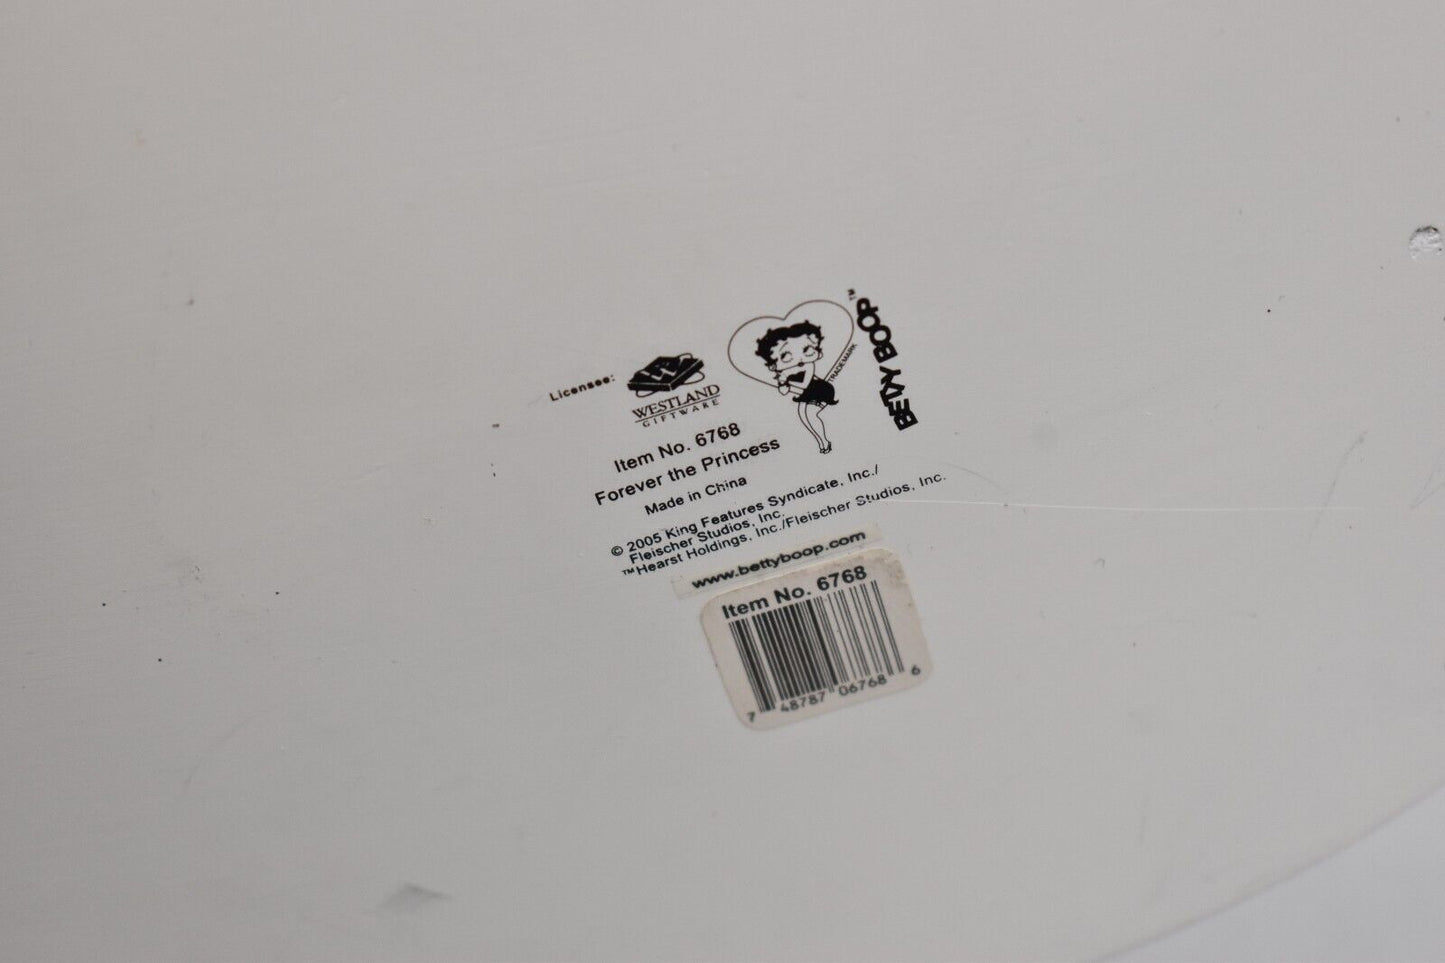 Licensee:
WESTLAND
GIFTWARE
TRADEMARK
BETTY BOOP™
Item No. 6768
Forever the Princess
Made in China
© 2005 King Features Syndicate, Inc./
Fleischer Studios, Inc.
™Hearst Holdings, Inc./Fleischer Studios, Inc.
www.bettyboop.com
Item No. 6768
7 48787 06768 6